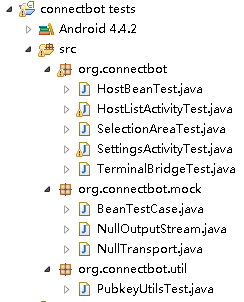 connectbot tests
Android 4.4.2
src
org.connectbot
HostBeanTest.java
HostListActivityTest.java
SelectionAreaTest.java
SettingsActivityTest.java
TerminalBridgeTest.java
org.connectbot.mock
BeanTestCase.java
NullOutputStream.java
NullTransport.java
org.connectbot.util
PubkeyUtilsTest.java